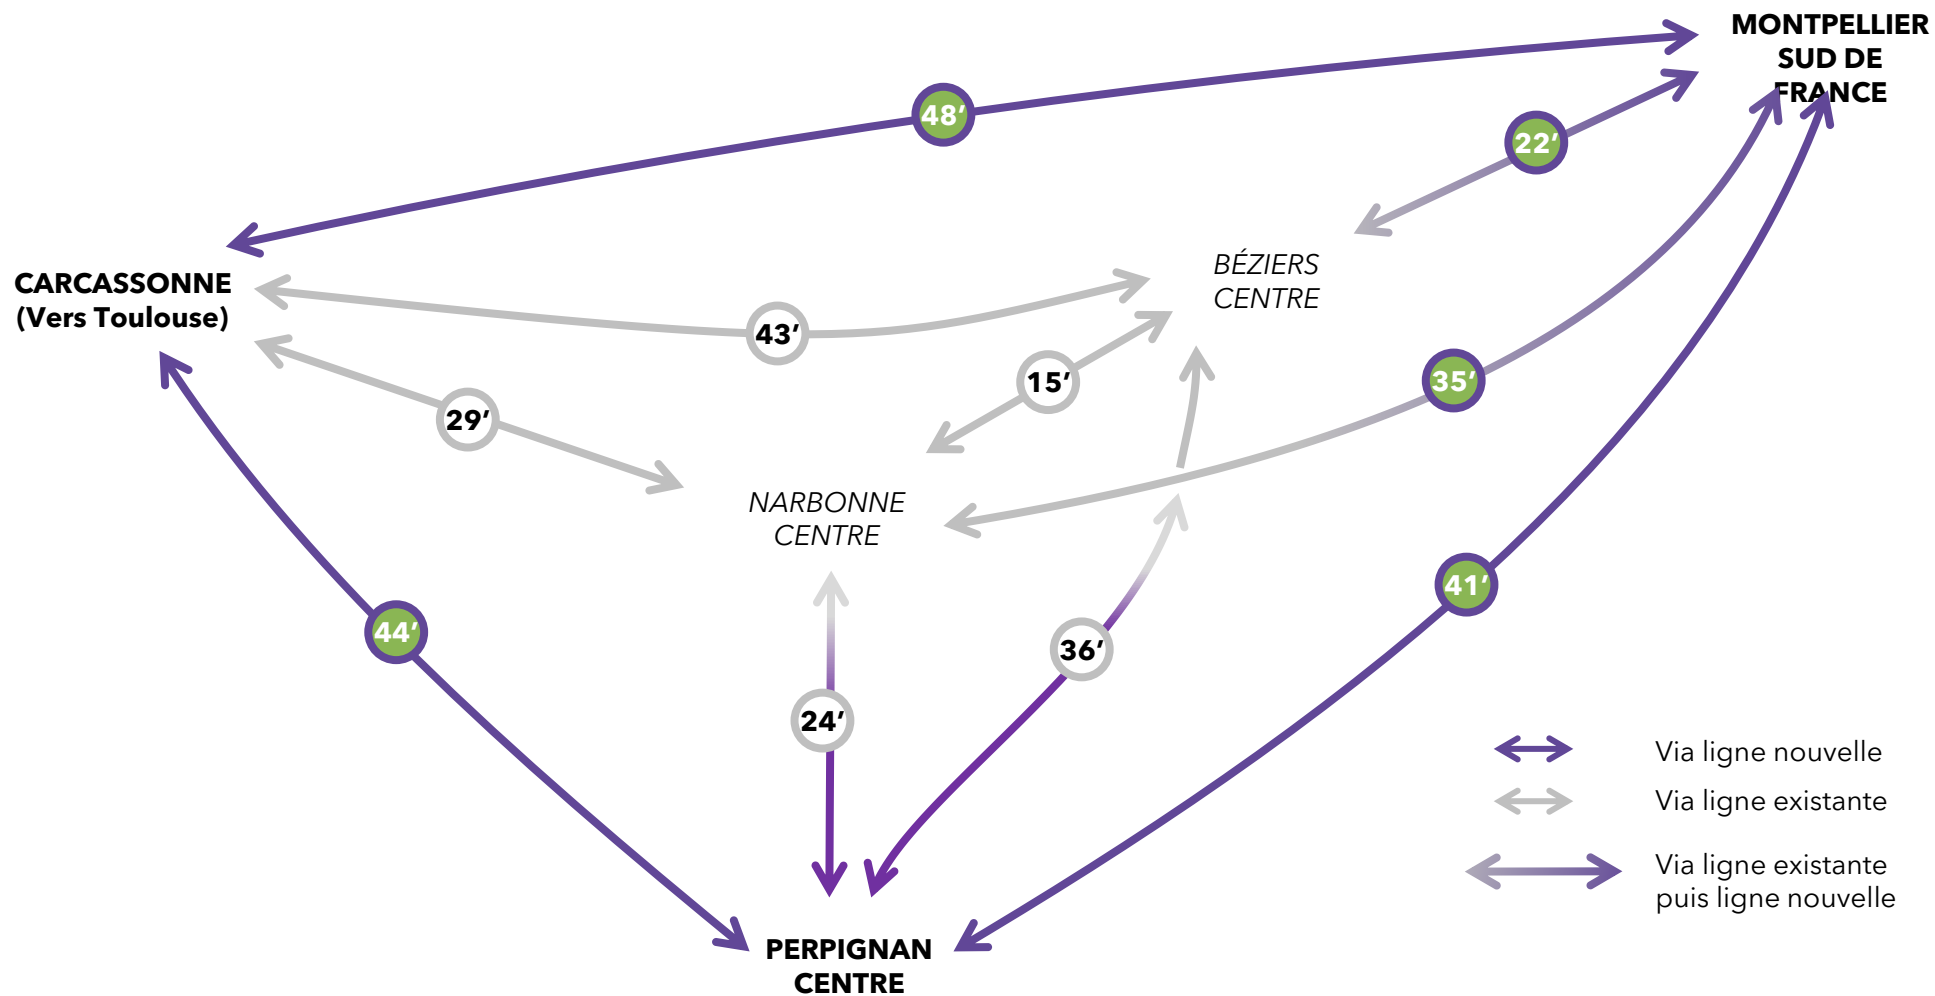 MONTPELLIER
SUD DE
FRANCE
48’
22’
BÉZIERS
CENTRE
CARCASSONNE
(Vers Toulouse)
43’
15’
35’
29’
NARBONNE
CENTRE
41’
44’
36’
24’
Via ligne nouvelle
Via ligne existante
Via ligne existante
puis ligne nouvelle
PERPIGNAN
CENTRE